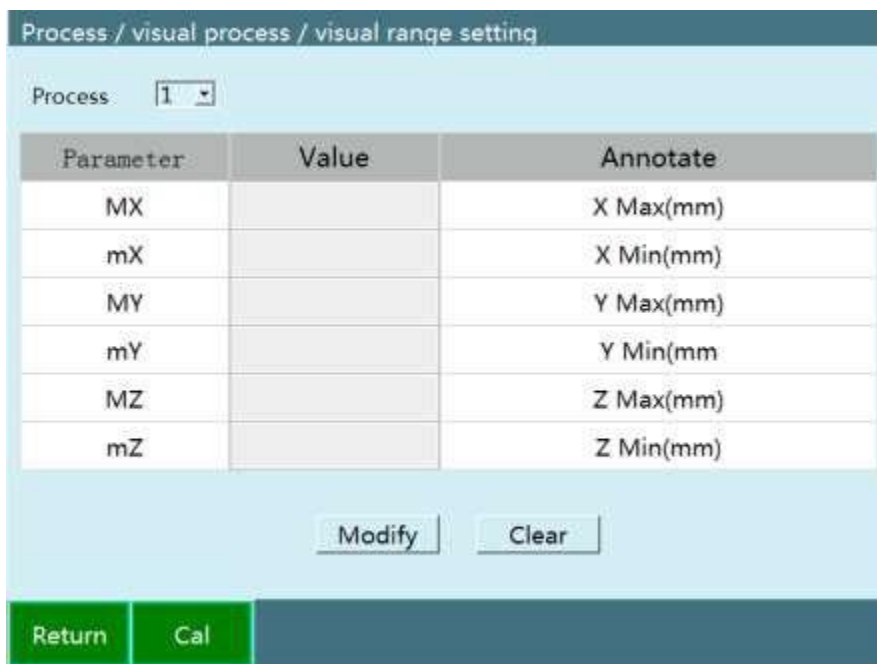 Process / visual process / visual range setting
Process 1
Parameter Value Annotate
MX X Max(mm)
mX X Min(mm)
MY Y Max(mm)
mY Y Min(mm
MZ Z Max(mm)
mZ Z Min(mm)
Modify Clear
Return Cal